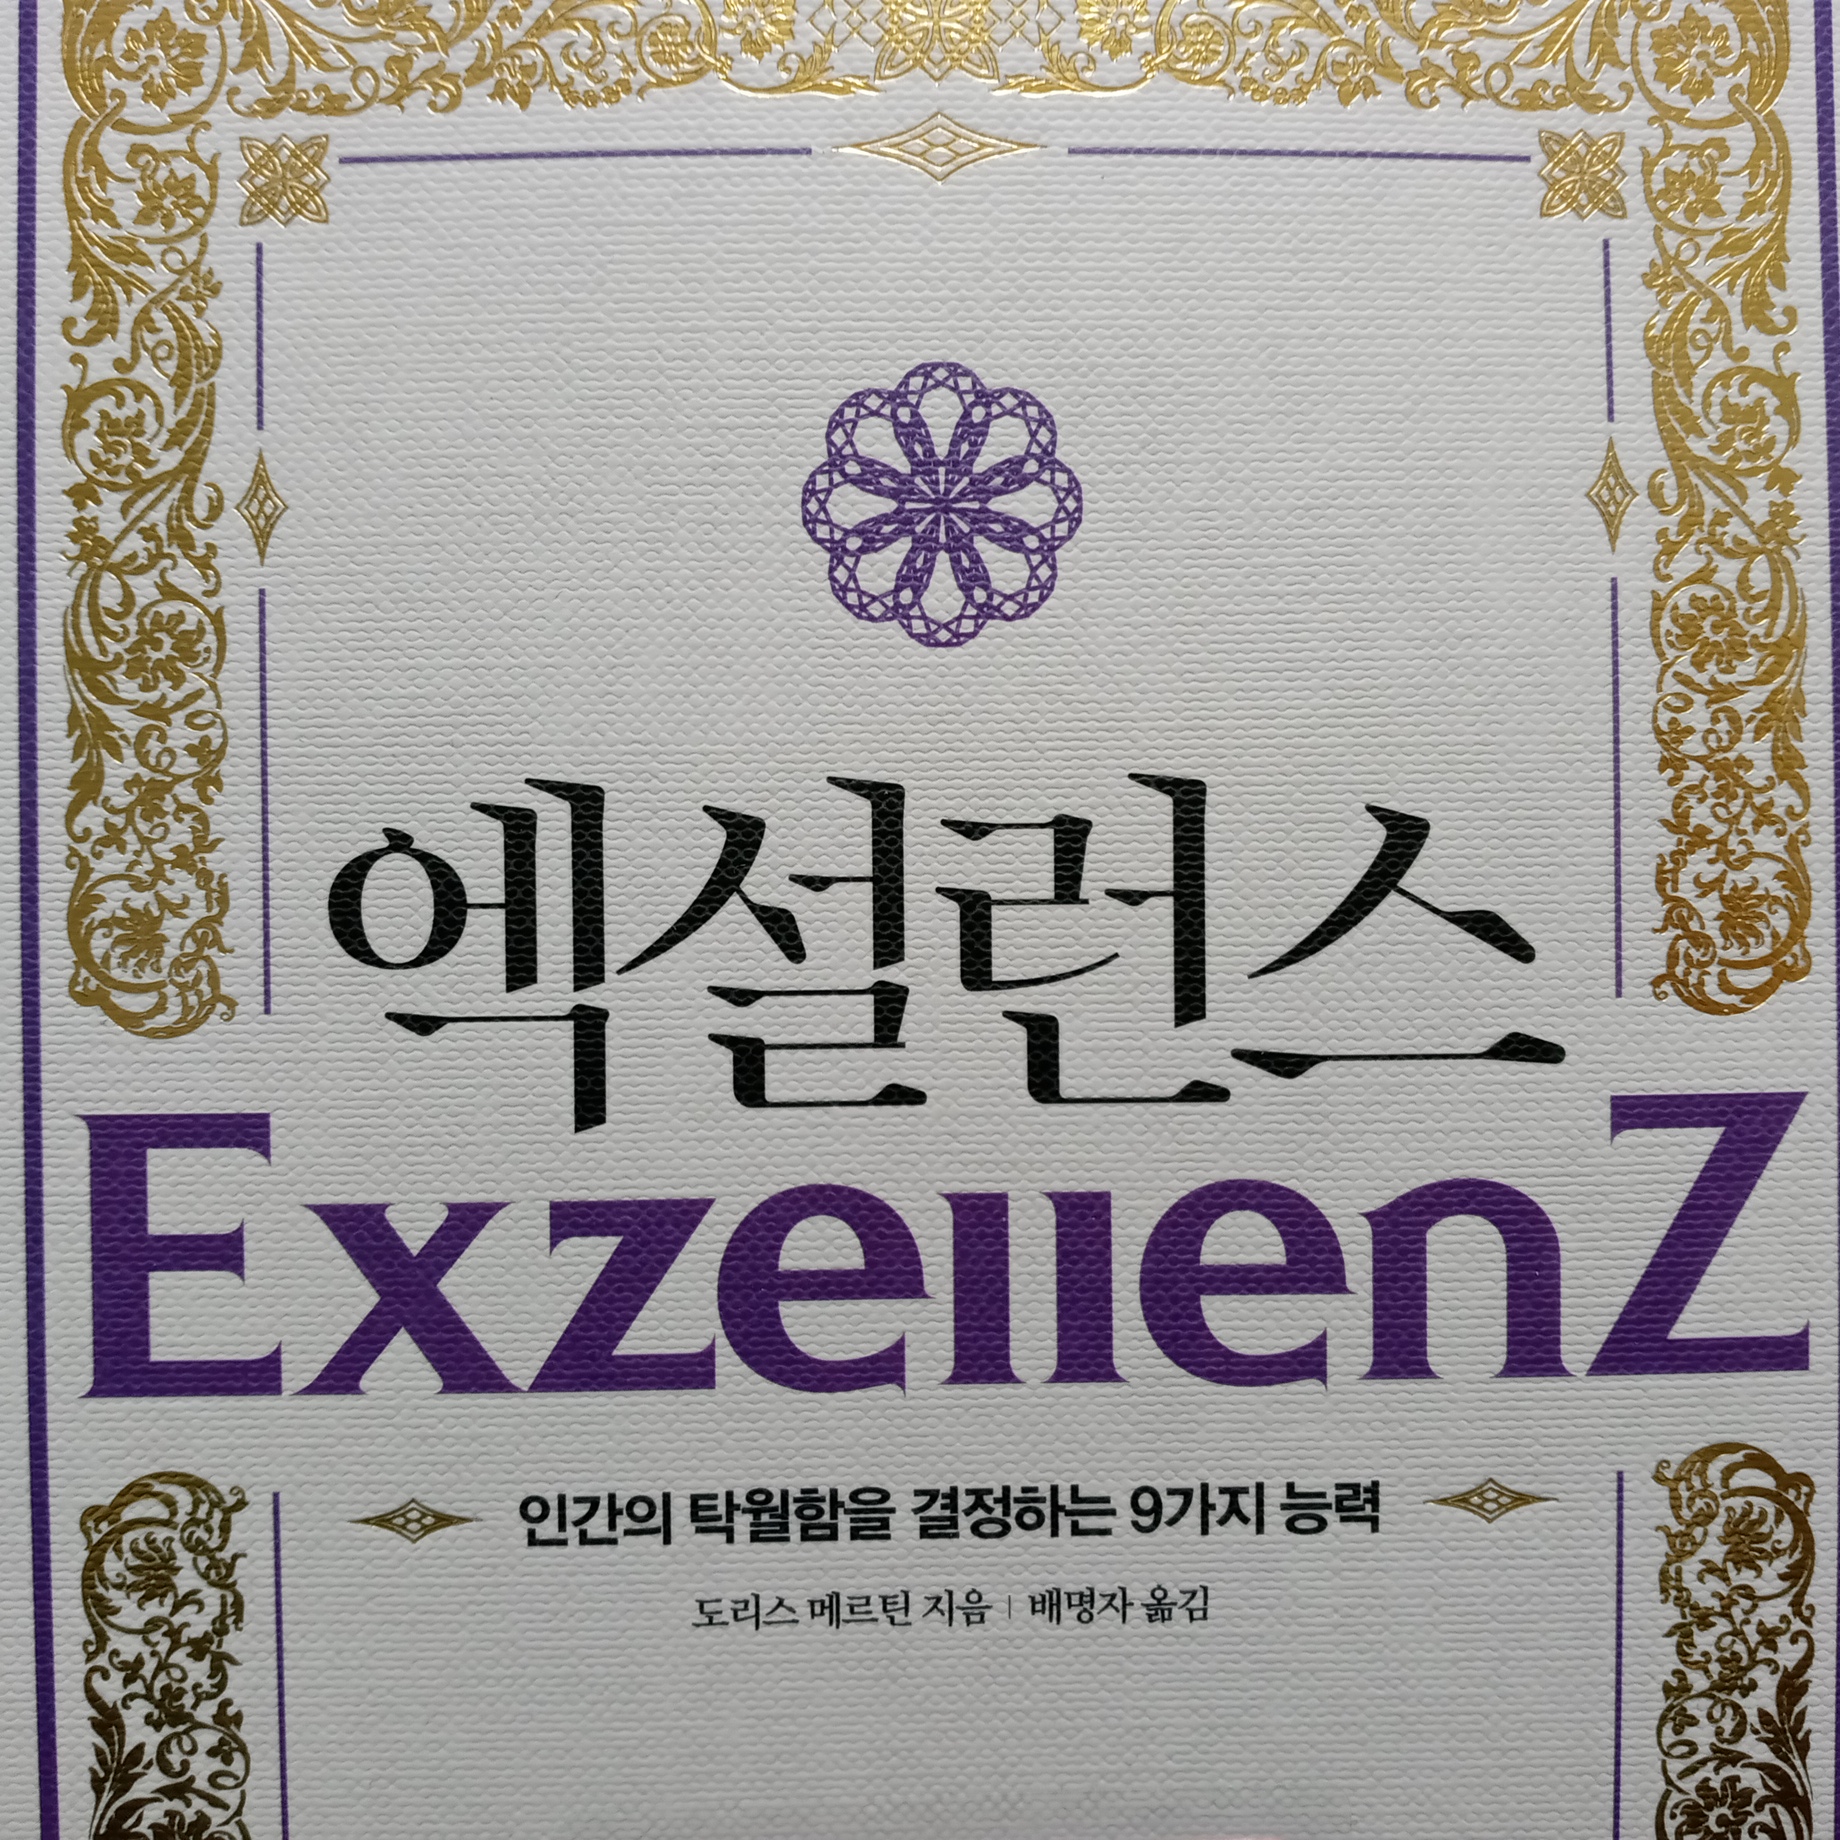 엑설런스
ExzellenZ
인간의 탁월함을 결정하는 9가지 능력
도리스 메르틴 지음 | 배명자 옮김